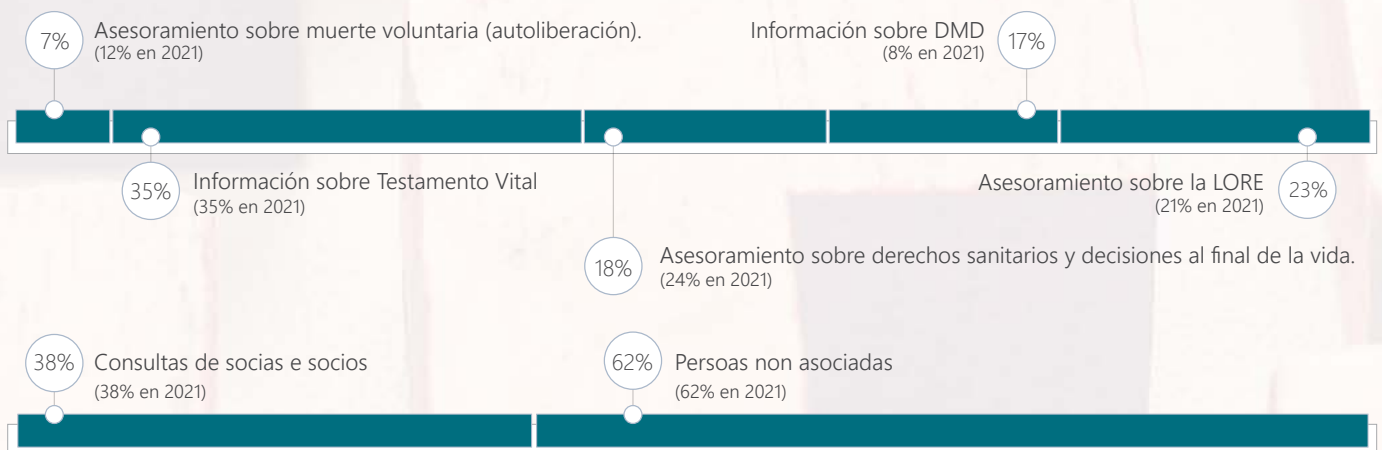 7%
Asesoramiento sobre muerte voluntaria (autoliberación).
(12% en 2021)
Información sobre DMD
(8% en 2021)
17%
35%
Información sobre Testamento Vital
(35% en 2021)
Asesoramiento sobre la LORE
(21% en 2021)
23%
18%
Asesoramiento sobre derechos sanitarios y decisiones al final de la vida.
(24% en 2021)
38%
Consultas de socias e socios
(38% en 2021)
62%
Persoas non asociadas
(62% en 2021)